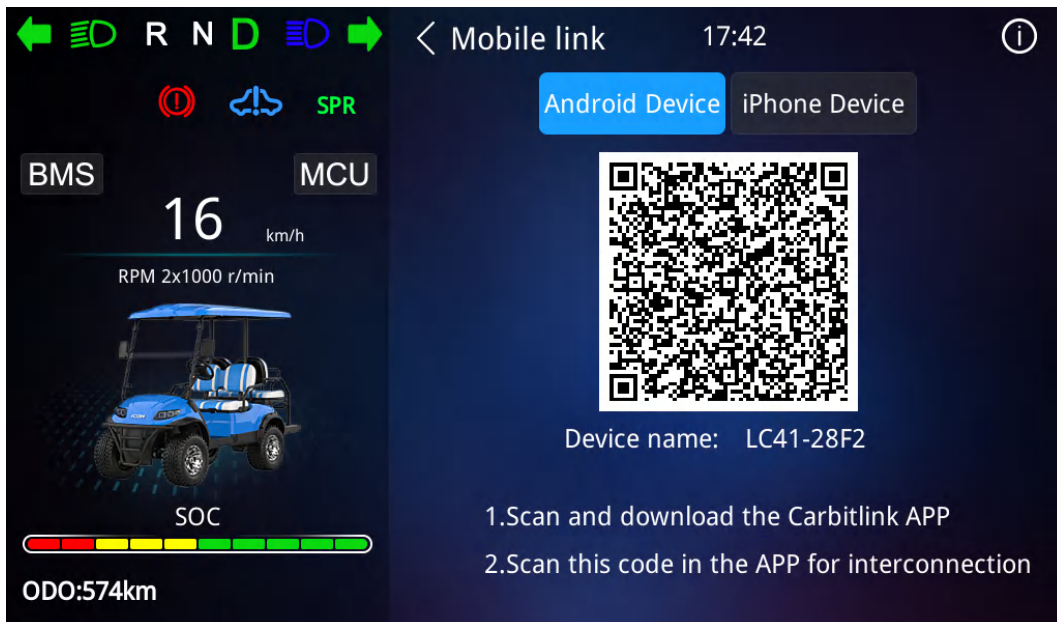 R N D
SPR
BMS
MCU
16 km/h
RPM 2x1000 r/min
ICON
SOC
ODO:574km
Mobile link
17:42
Android Device
iPhone Device
Device name: LC41-28F2
1.Scan and download the Carbitlink APP
2.Scan this code in the APP for interconnection